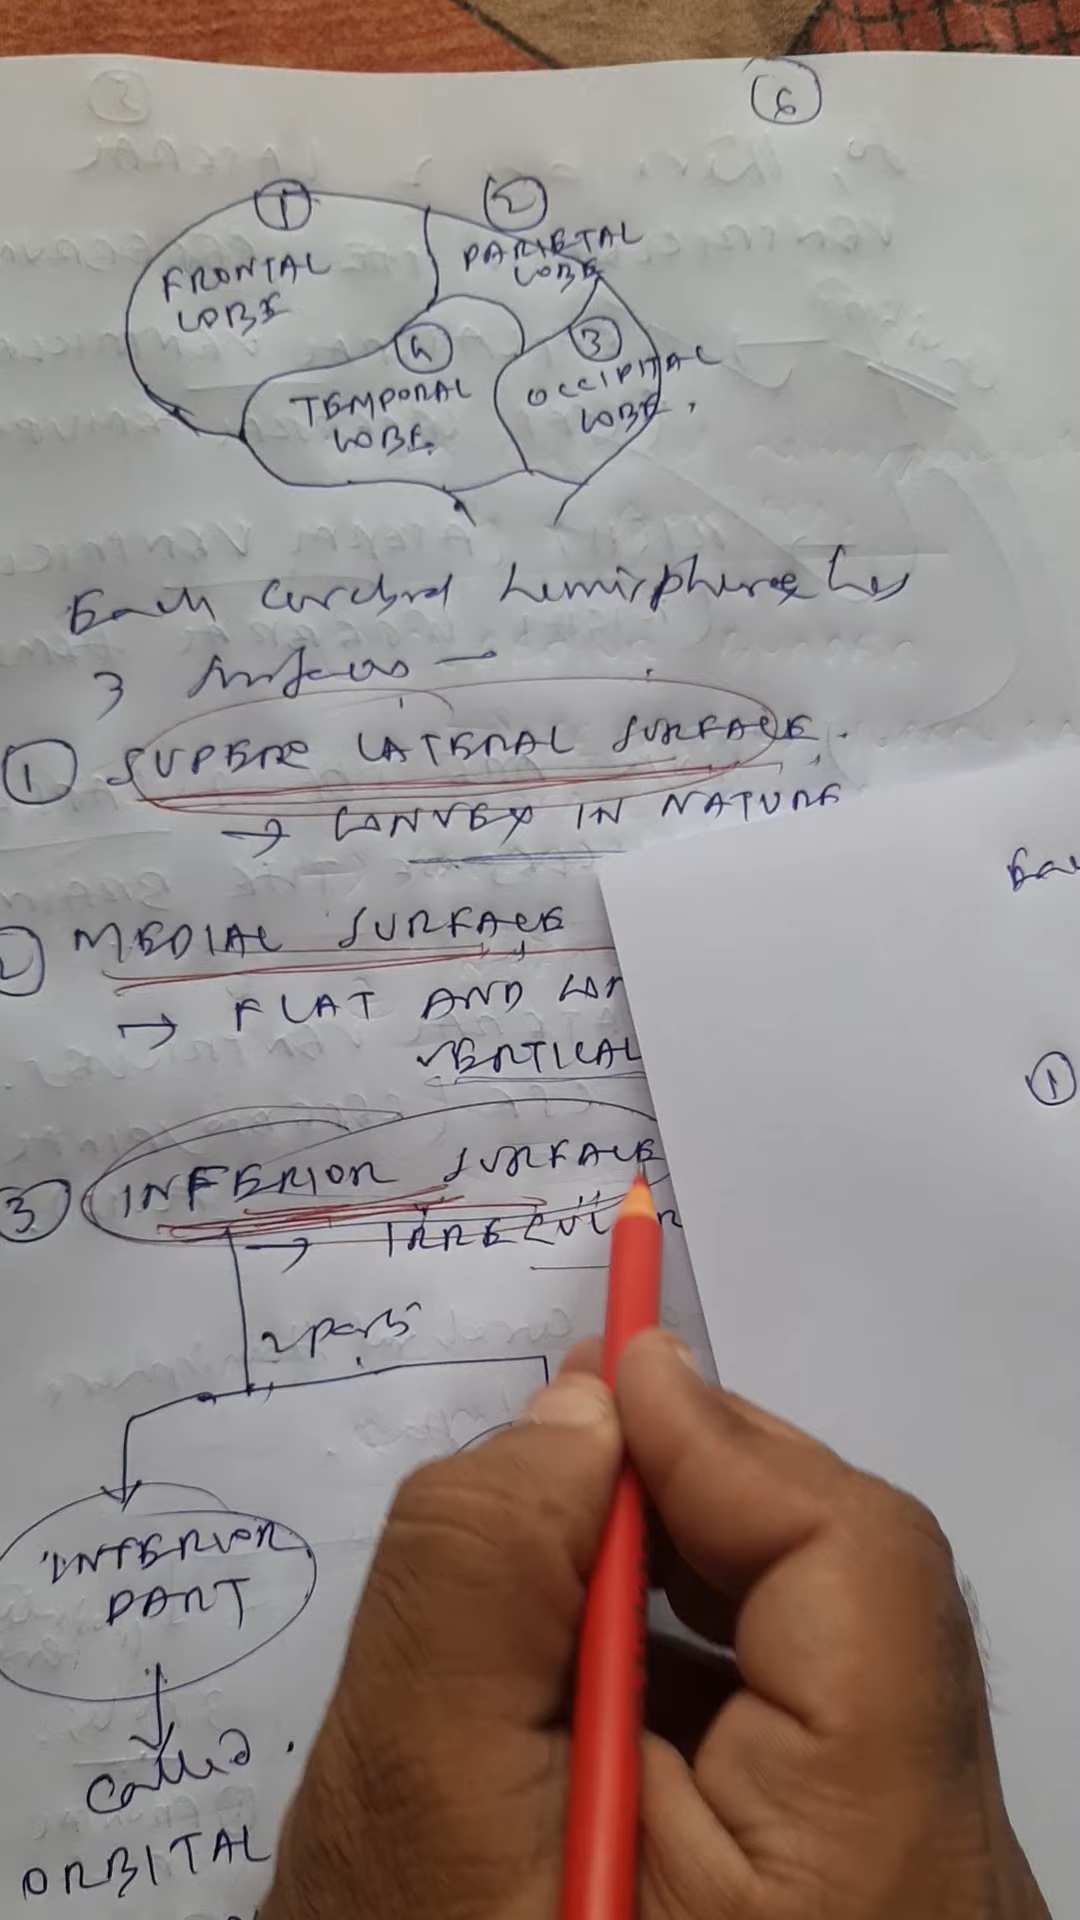 6
1
2
FRONTAL
LOBE
PARIETAL
LOBE
4
3
TEMPORAL
LOBE.
OCCIPITAL
LOBE.
Each cerebral hemisphere has
3 surfaces —
1 SUPERO LATERAL SURFACE.
→ CONVEX IN NATURE
2 MEDIAL SURFACE
→ FLAT AND
VERTICAL
3 INFERIOR SURFACE
→
2 parts
PART
called.
ORBITAL
1